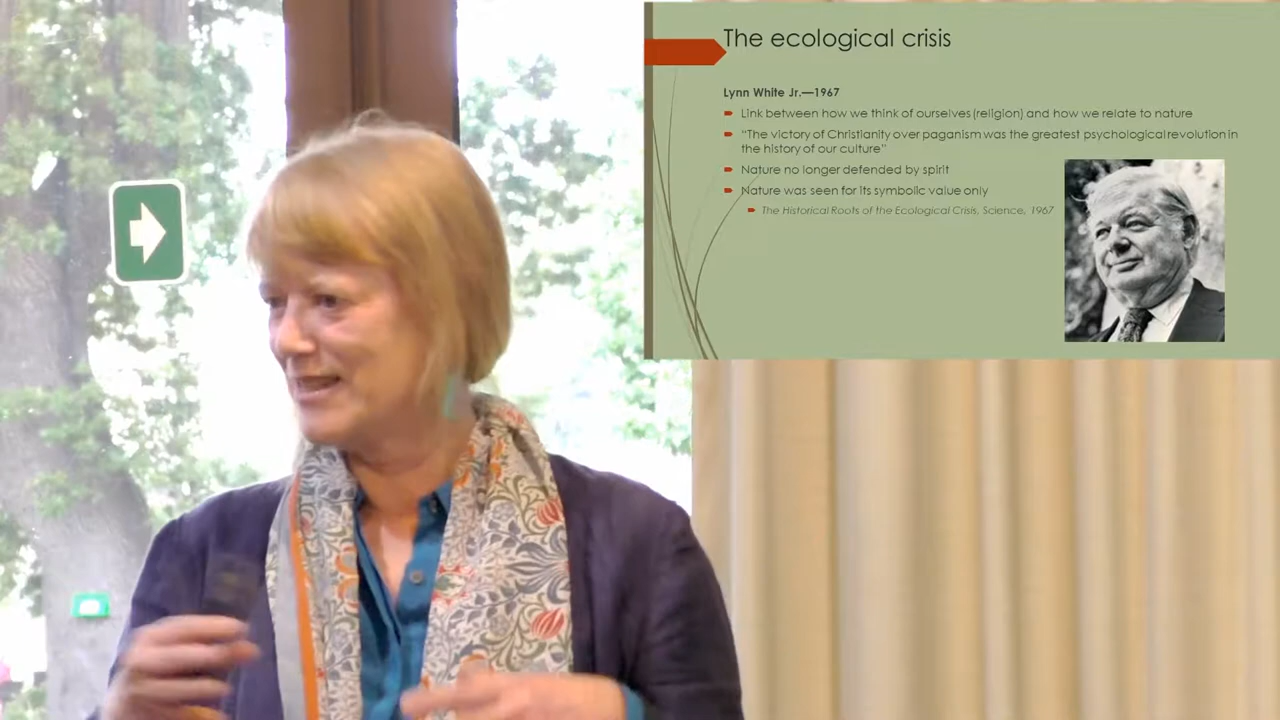 The ecological crisis
Lynn White Jr.—1967
Link between how we think of ourselves (religion) and how we relate to nature
“The victory of Christianity over paganism was the greatest psychological revolution in
the history of our culture”
Nature no longer defended by spirit
Nature was seen for its symbolic value only
The Historical Roots of the Ecological Crisis, Science, 1967